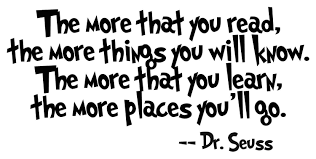 The more that you read,
the more things you will know.
The more that you learn,
the more places you'll go.
-- Dr. Seuss